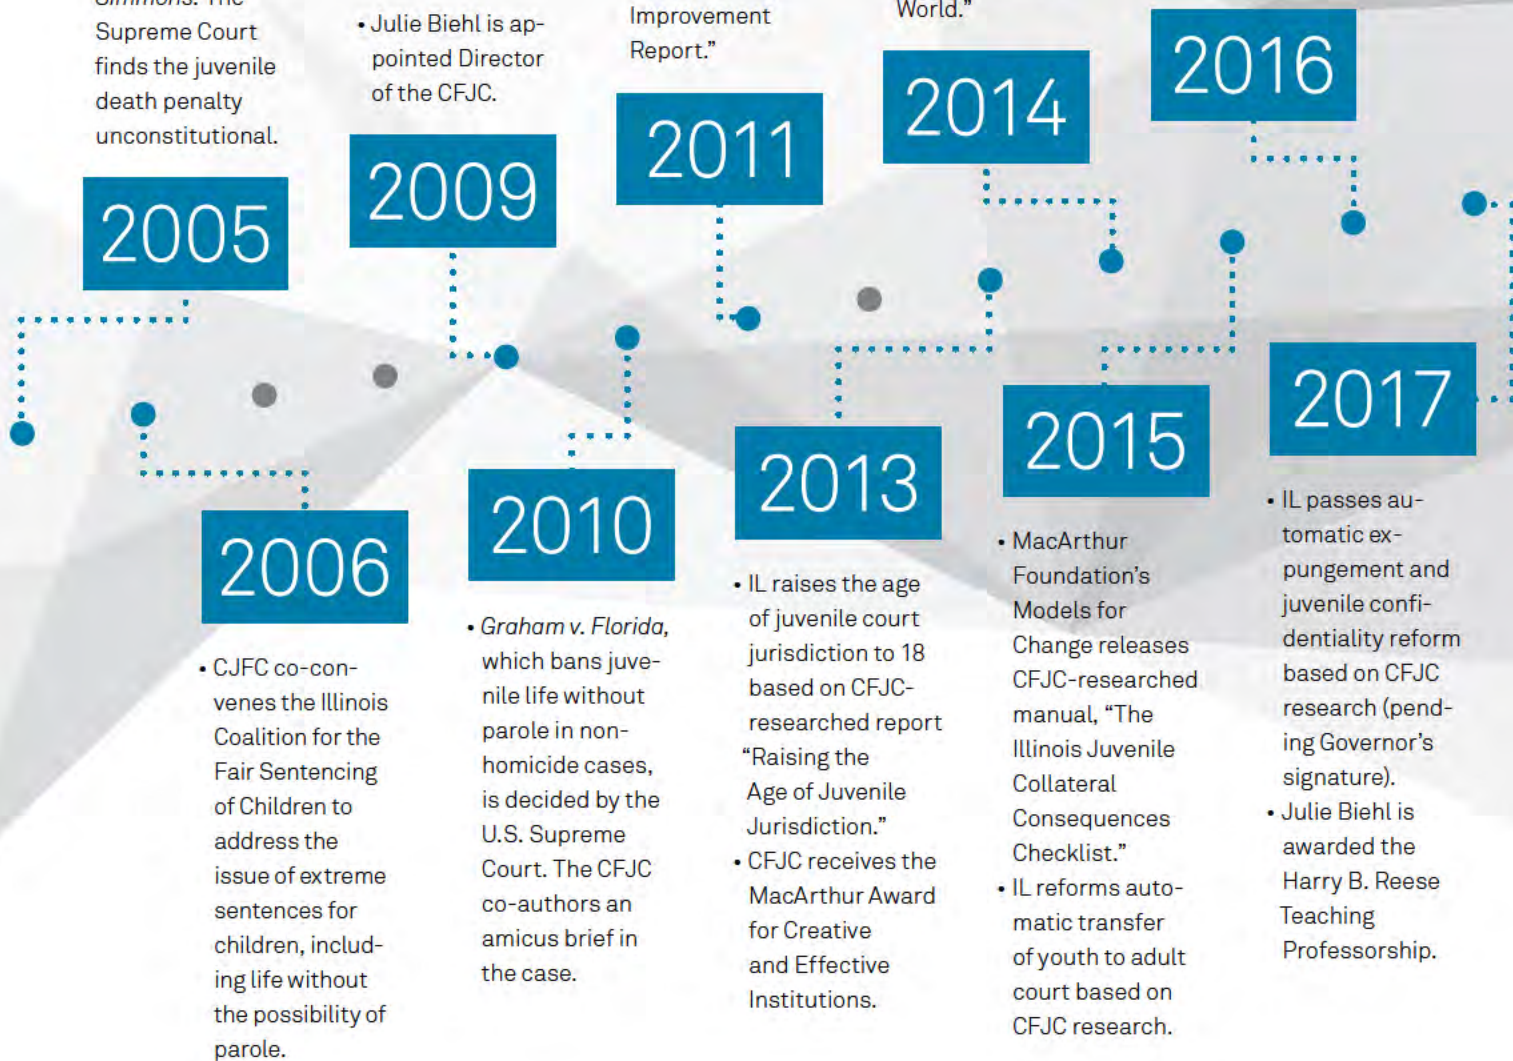 Simmons. The
Supreme Court
finds the juvenile
death penalty
unconstitutional.
2005
• Julie Biehl is ap-
pointed Director
of the CFJC.
2009
Improvement
Report.”
2011
World.”
2014
2016
2006
• CJFC co-con-
venes the Illinois
Coalition for the
Fair Sentencing
of Children to
address the
issue of extreme
sentences for
children, includ-
ing life without
the possibility of
parole.
2010
• Graham v. Florida,
which bans juve-
nile life without
parole in non-
homicide cases,
is decided by the
U.S. Supreme
Court. The CFJC
co-authors an
amicus brief in
the case.
2013
• IL raises the age
of juvenile court
jurisdiction to 18
based on CFJC-
researched report
“Raising the
Age of Juvenile
Jurisdiction.”
• CFJC receives the
MacArthur Award
for Creative
and Effective
Institutions.
2015
• MacArthur
Foundation’s
Models for
Change releases
CFJC-researched
manual, “The
Illinois Juvenile
Collateral
Consequences
Checklist.”
• IL reforms auto-
matic transfer
of youth to adult
court based on
CFJC research.
2017
• IL passes au-
tomatic ex-
pungement and
juvenile confi-
dentiality reform
based on CFJC
research (pend-
ing Governor’s
signature).
• Julie Biehl is
awarded the
Harry B. Reese
Teaching
Professorship.